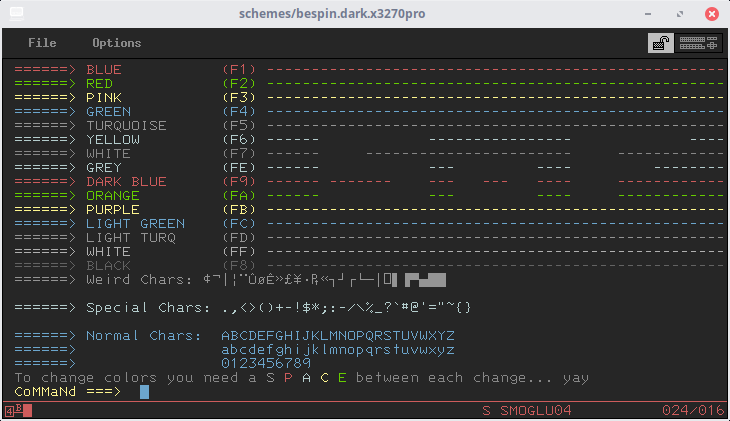 schemes/bespin.dark.x3270pro
File Options
======> BLUE (F1) ----------------------------------------------------
======> RED (F2) ----------------------------------------------------
======> PINK (F3) ----------------------------------------------------
======> GREEN (F4) ----------------------------------------------------
======> TURQUOISE (F5) ----------------------------------------------------
======> YELLOW (F6) ------ ------ --- ----
======> WHITE (F7) ------ --- --- ---
======> GREY (FE) ------ --- --- ---
======> DARK BLUE (F9) ------ --- --- ---
======> ORANGE (FA) ------ --- --- ---
======> PURPLE (FB) ----------------------------------------------------
======> LIGHT GREEN (FC) ----------------------------------------------------
======> LIGHT TURQ (FD) ----------------------------------------------------
======> WHITE (FF) ----------------------------------------------------
======> BLACK (F8) ----------------------------------------------------
======> Weird Chars: ¢¬|¦¨ÛøÉ»£¥·₧«┐┘┌└─│
======> Special Chars: .,<>()+-!$*;:-/\%_?`#@'="~{}
======> Normal Chars: ABCDEFGHIJKLMNOPQRSTUVWXYZ
======> abcdefghijklmnopqrstuvwxyz
======> 0123456789
To change colors you need a S P A C E between each change... yay
CoMMaNd ===>
4 B S SMOGLU04 024/016